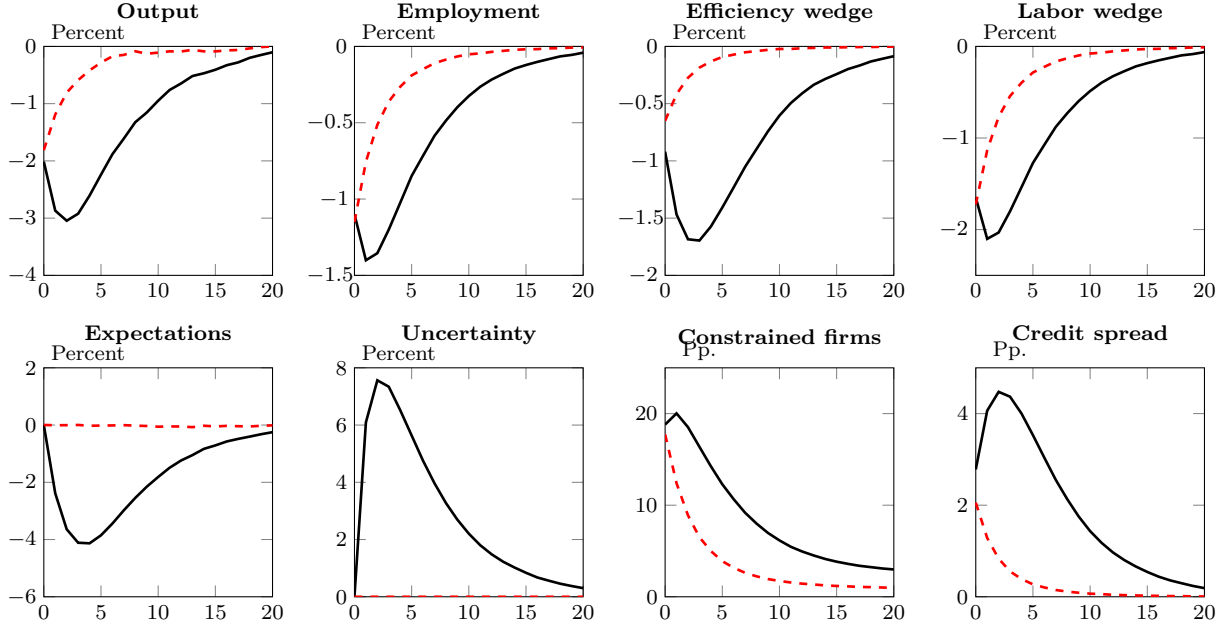 Output Employment Efficiency wedge Labor wedge
Percent Percent Percent Percent
0 0 0 0
−1 −0.5 −0.5 −1
−2 −1 −1 −2
−3 −1.5 −1.5
−4 −2
0 5 10 15 20 0 5 10 15 20 0 5 10 15 20 0 5 10 15 20
Expectations Uncertainty Constrained firms Credit spread
Percent Percent Pp. Pp.
2 8 20 4
0 6 10 2
−2 4 0 0
−4 2
−6 0
0 5 10 15 20 0 5 10 15 20 0 5 10 15 20 0 5 10 15 20